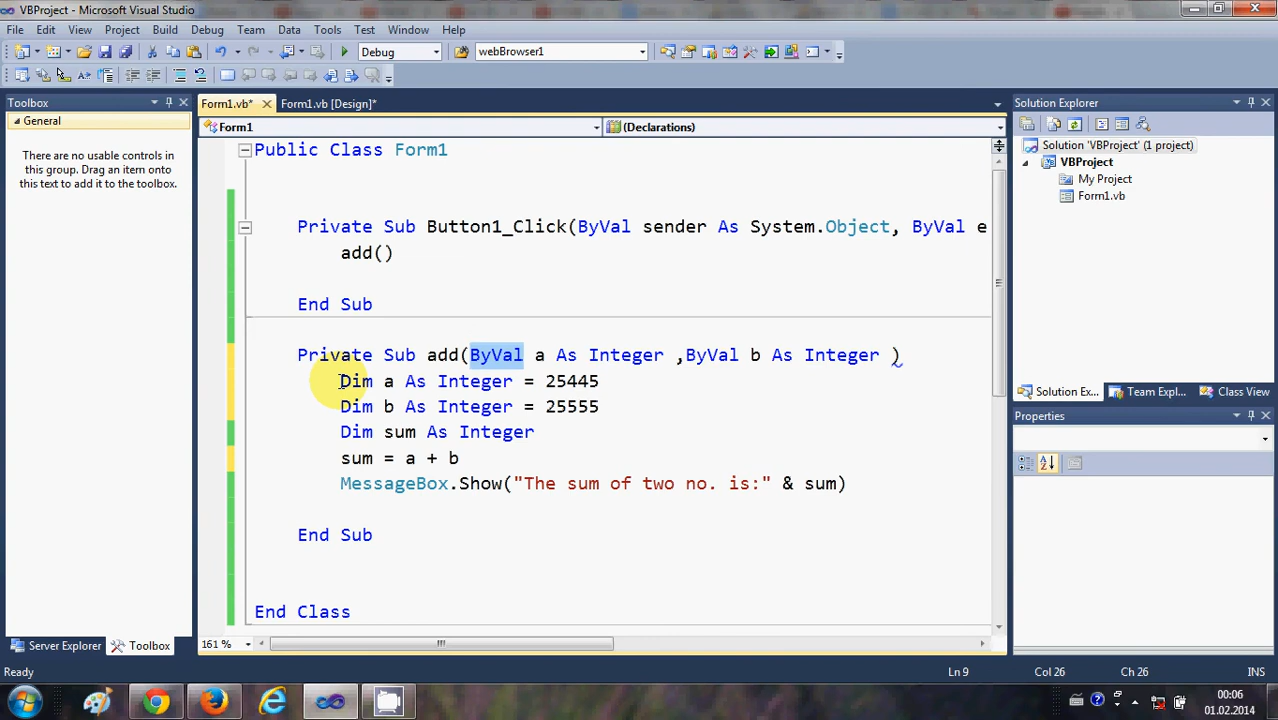 VBProject - Microsoft Visual Studio
File Edit View Project Build Debug Team Data Tools Test Window Help
Debug webBrowser1
Toolbox
General
There are no usable controls in
this group. Drag an item onto
this text to add it to the toolbox.
Server Explorer Toolbox
Form1.vb* Form1.vb [Design]*
Form1 (Declarations)
Public Class Form1
Private Sub Button1_Click(ByVal sender As System.Object, ByVal e
add()
End Sub
Private Sub add(ByVal a As Integer ,ByVal b As Integer )
Dim a As Integer = 25445
Dim b As Integer = 25555
Dim sum As Integer
sum = a + b
MessageBox.Show("The sum of two no. is:" & sum)
End Sub
End Class
161 %
Solution Explorer
Solution 'VBProject' (1 project)
VBProject
My Project
Form1.vb
Solution Ex... Team Expl... Class View
Properties
Ready Ln 9 Col 26 Ch 26 INS
00:06
01.02.2014